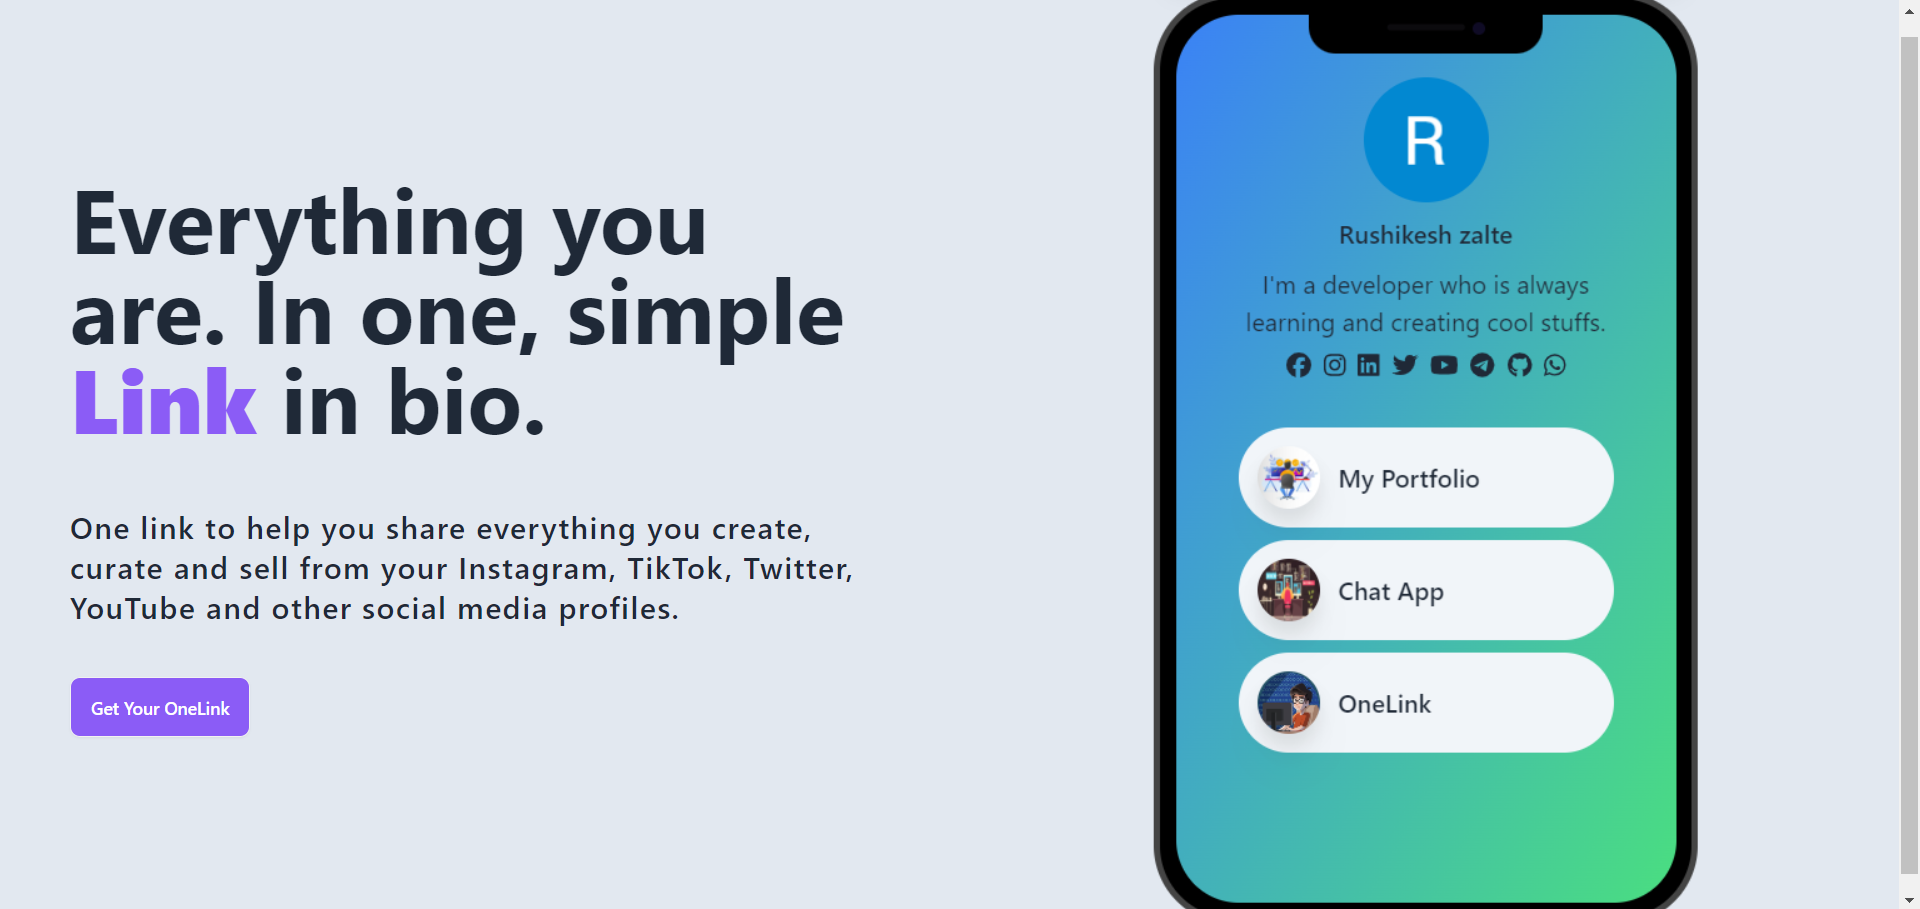 Everything you
are. In one, simple
Link in bio.
One link to help you share everything you create,
curate and sell from your Instagram, TikTok, Twitter,
YouTube and other social media profiles.
Get Your OneLink
R
Rushikesh zalte
I'm a developer who is always
learning and creating cool stuffs.
My Portfolio
Chat App
OneLink